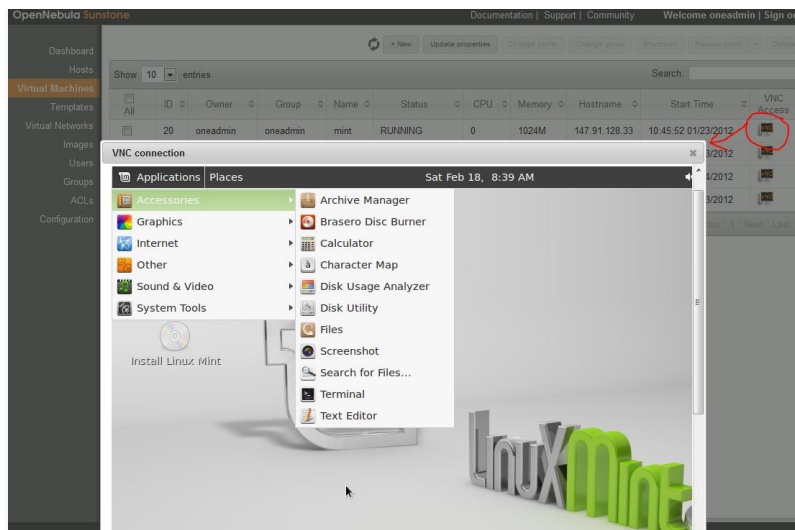 OpenNebula Sunstone
Documentation | Support | Community
Welcome oneadmin | Sign
Dashboard
Hosts
Virtual Machines
Templates
Virtual Networks
Images
Users
Groups
ACLs
Configuration
+ New Update properties Change owner Change group Shutdown Previous action
Show 10 entries
Search:
All ID Owner Group Name Status CPU Memory Hostname Start Time VNC Access
20 oneadmin oneadmin mint RUNNING 0 1024M 147.91.128.33 10:45:52 01/23/2012
3/2012
4/2012
3/2012
1 Next Last
VNC connection
Applications Places Sat Feb 18, 8:39 AM
Accessories
Graphics
Internet
Other
Sound & Video
System Tools
Archive Manager
Brasero Disc Burner
Calculator
Character Map
Disk Usage Analyzer
Disk Utility
Files
Screenshot
Search for Files...
Terminal
Text Editor
Install Linux Mint
LinuxMint